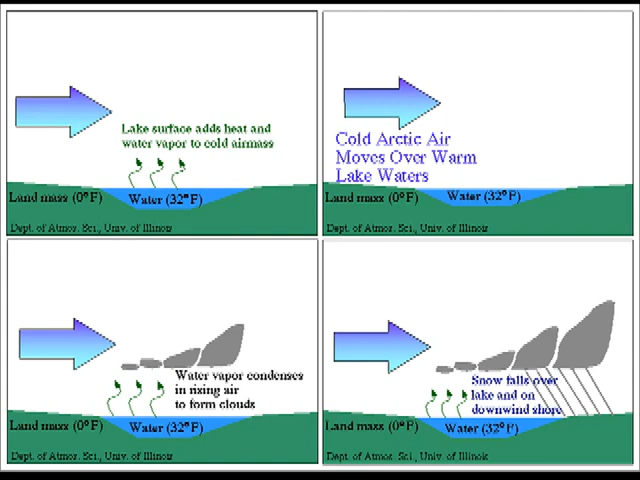 Lake surface adds heat and
water vapor to cold airmass
Land mass (0°F)
Water (32°F)
Dept. of Atmos. Sci., Univ. of Illinois
Cold Arctic Air
Moves Over Warm
Lake Waters
Land mass (0°F)
Water (32°F)
Dept. of Atmos. Sci., Univ. of Illinois
Water vapor condenses
in rising air
to form clouds
Land mass (0°F)
Water (32°F)
Dept. of Atmos. Sci., Univ. of Illinois
Snow falls over
lake and on
downwind shore
Land mass (0°F)
Water (32°F)
Dept. of Atmos. Sci., Univ. of Illinois